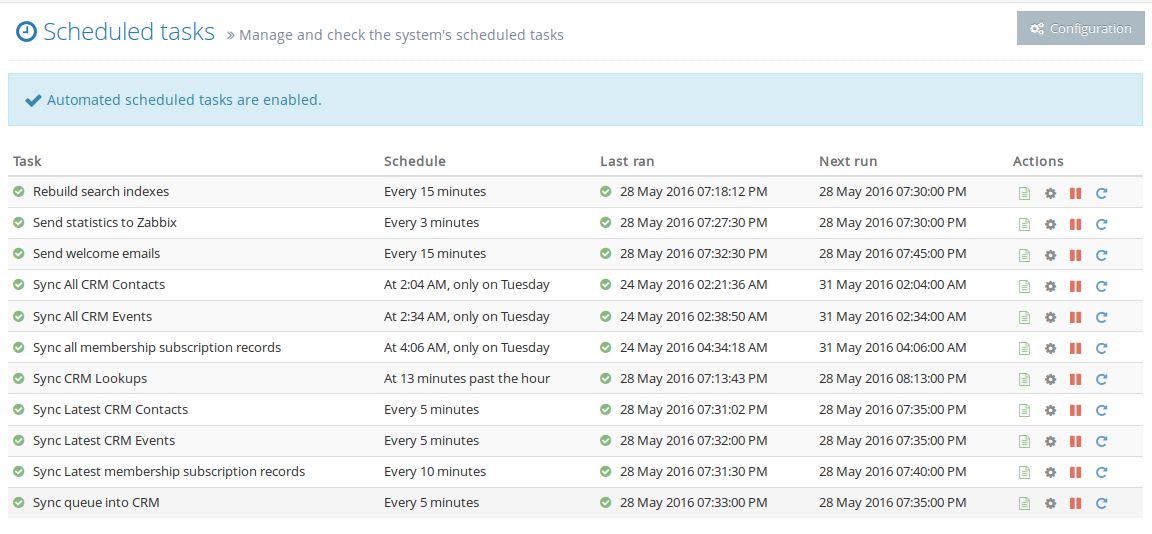 Scheduled tasks » Manage and check the system's scheduled tasks Configuration
Automated scheduled tasks are enabled.
Task Schedule Last ran Next run Actions
Rebuild search indexes Every 15 minutes 28 May 2016 07:18:12 PM 28 May 2016 07:30:00 PM
Send statistics to Zabbix Every 3 minutes 28 May 2016 07:27:30 PM 28 May 2016 07:30:00 PM
Send welcome emails Every 15 minutes 28 May 2016 07:32:30 PM 28 May 2016 07:45:00 PM
Sync All CRM Contacts At 2:04 AM, only on Tuesday 24 May 2016 02:21:36 AM 31 May 2016 02:04:00 AM
Sync All CRM Events At 2:34 AM, only on Tuesday 24 May 2016 02:38:50 AM 31 May 2016 02:34:00 AM
Sync all membership subscription records At 4:06 AM, only on Tuesday 24 May 2016 04:34:18 AM 31 May 2016 04:06:00 AM
Sync CRM Lookups At 13 minutes past the hour 28 May 2016 07:13:43 PM 28 May 2016 08:13:00 PM
Sync Latest CRM Contacts Every 5 minutes 28 May 2016 07:31:02 PM 28 May 2016 07:35:00 PM
Sync Latest CRM Events Every 5 minutes 28 May 2016 07:32:00 PM 28 May 2016 07:35:00 PM
Sync Latest membership subscription records Every 10 minutes 28 May 2016 07:31:30 PM 28 May 2016 07:40:00 PM
Sync queue into CRM Every 5 minutes 28 May 2016 07:33:00 PM 28 May 2016 07:35:00 PM